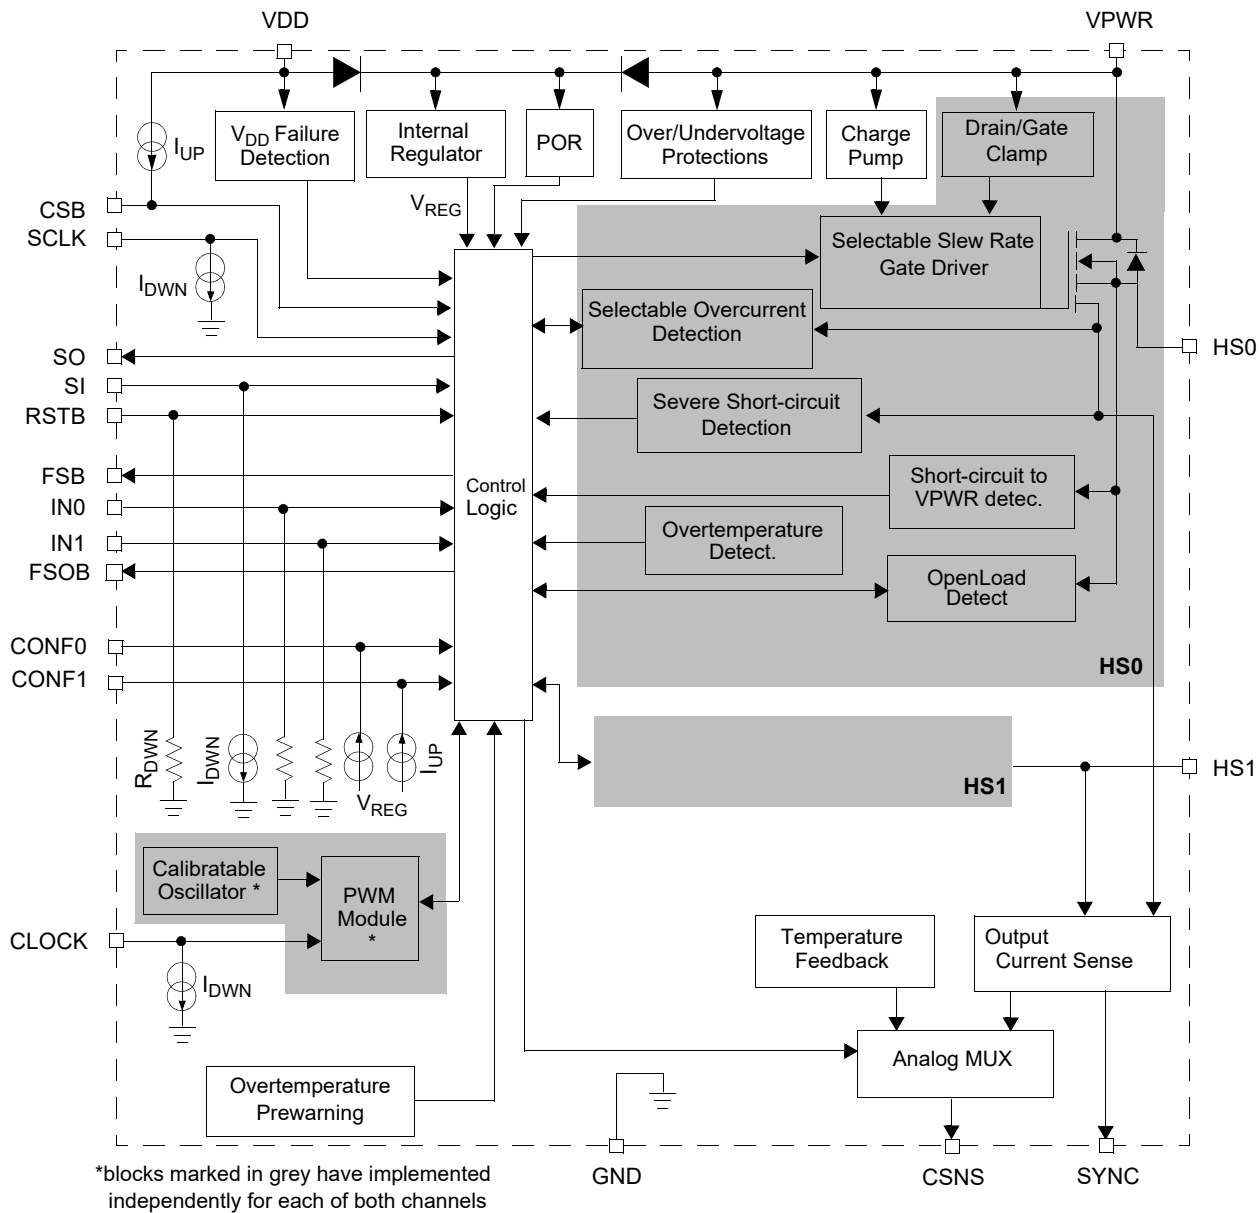 VDD
VPWR
IUP
VDD Failure
Detection
Internal
Regulator
POR
Over/Undervoltage
Protections
Charge
Pump
Drain/Gate
Clamp
VREG
CSB
SCLK
IDWN
Selectable Slew Rate
Gate Driver
Selectable Overcurrent
Detection
SO
HS0
SI
RSTB
Severe Short-circuit
Detection
FSB
IN0
IN1
FSOB
Control
Logic
Short-circuit to
VPWR detec.
Overtemperature
Detect.
OpenLoad
Detect
CONF0
CONF1
HS0
RDWN
IDWN
VREG
IUP
HS1
HS1
Calibratable
Oscillator *
PWM
Module
*
CLOCK
IDWN
Temperature
Feedback
Output
Current Sense
Analog MUX
Overtemperature
Prewarning
GND
CSNS
SYNC
*blocks marked in grey have implemented
independently for each of both channels